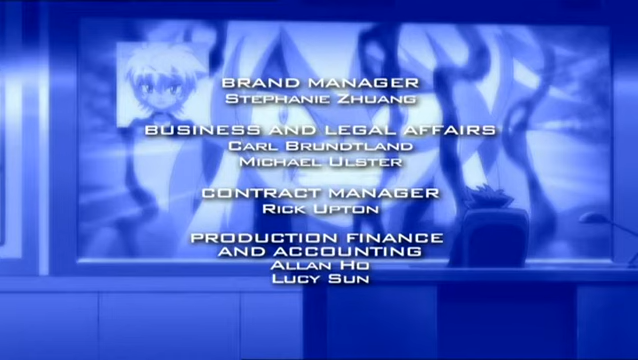 BRAND MANAGER
STEPHANIE ZHUANG
BUSINESS AND LEGAL AFFAIRS
CARL BRUNDTLAND
MICHAEL ULSTER
CONTRACT MANAGER
RICK UPTON
PRODUCTION FINANCE
AND ACCOUNTING
ALLAN HO
LUCY SUN